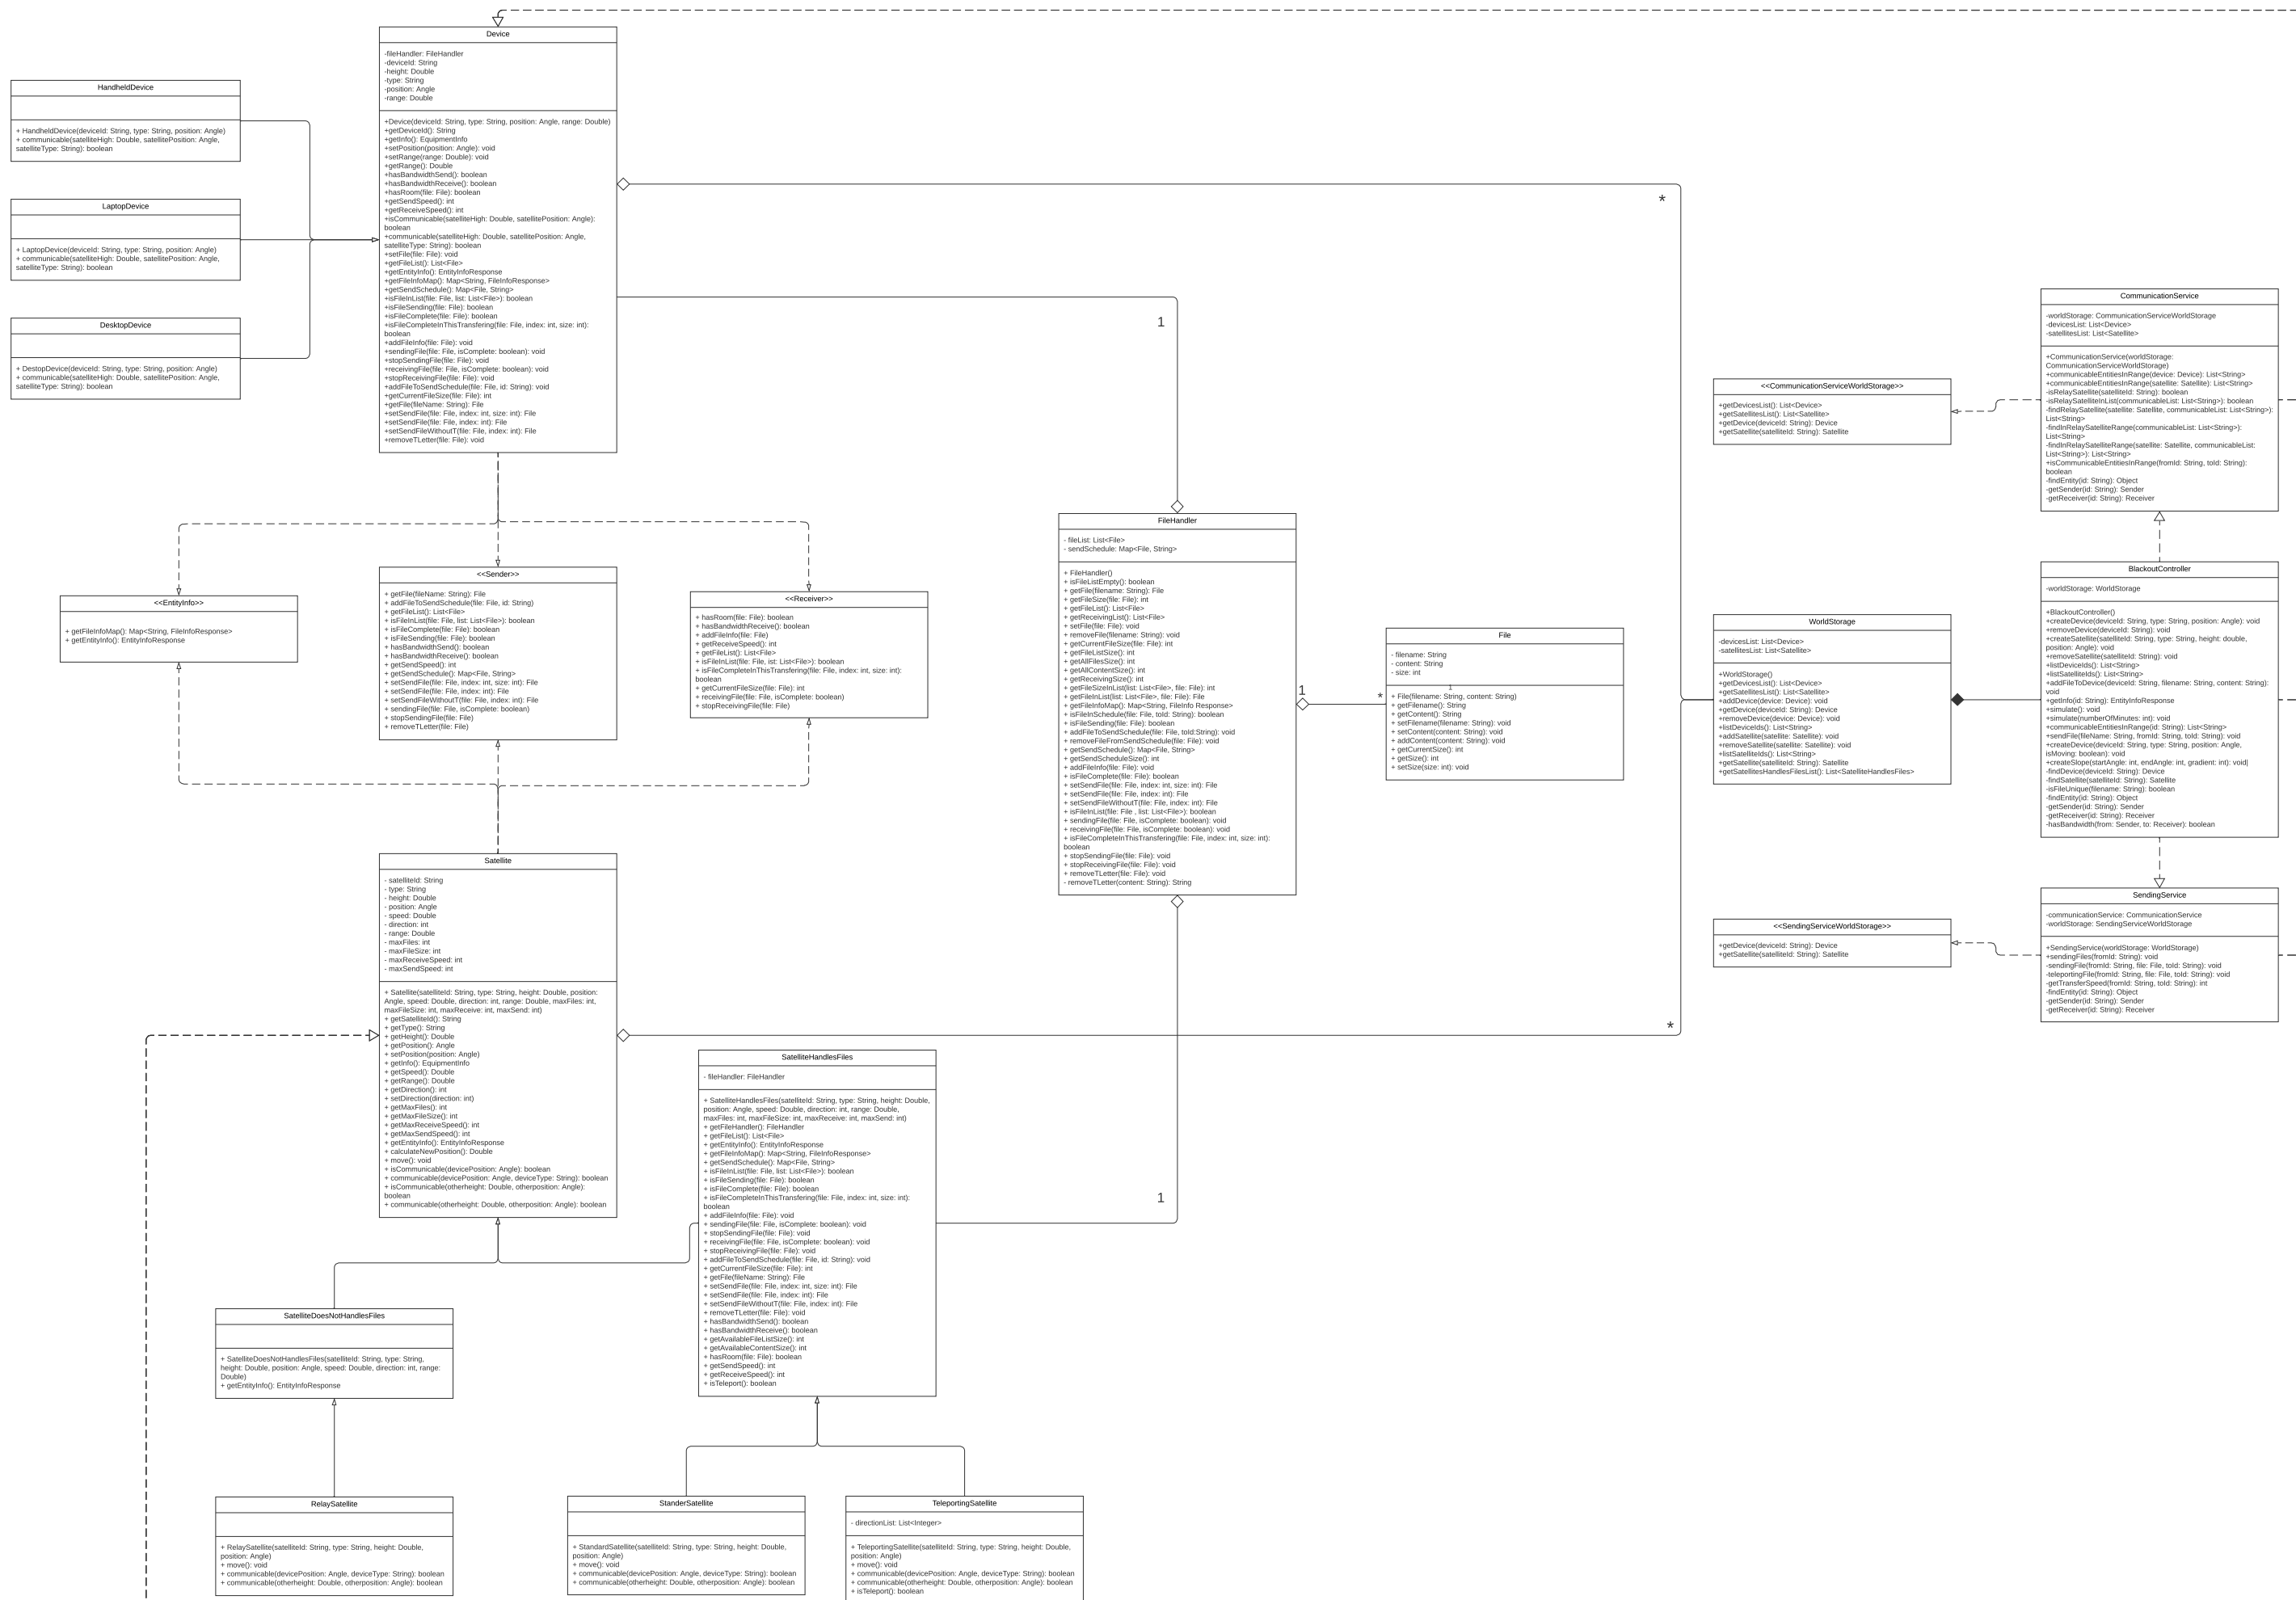 Device
-fileHandler: FileHandler
-deviceId: String
-height: Double
-type: String
-position: Angle
-range: Double
+Device(deviceId: String, type: String, position: Angle, range: Double)
+getDeviceId(): String
+getInfo(): EquipmentInfo
+setPosition(position: Angle): void
+setRange(range: Double): void
+getRange(): Double
+hasBandwidthSend(): boolean
+hasBandwidthReceive(): boolean
+hasRoom(file: File): boolean
+getSendSpeed(): int
+getReceiveSpeed(): int
+isCommunicable(satelliteHigh: Double, satellitePosition: Angle):
boolean
+communicable(satelliteHigh: Double, satellitePosition: Angle,
satelliteType: String): boolean
+setFile(file: File): void
+getFileList(): List<File>
+getEntityInfo(): EntityInfoResponse
+getFileInfoMap(): Map<String, FileInfoResponse>
+getSendSchedule(): Map<File, String>
+isFileInList(file: File, list: List<File>): boolean
+isFileSending(file: File): boolean
+isFileComplete(file: File): boolean
+isFileCompleteInThisTransfering(file: File, index: int, size: int):
boolean
+addFileInfo(file: File): void
+sendingFile(file: File, isComplete: boolean): void
+stopSendingFile(file: File): void
+receivingFile(file: File, isComplete: boolean): void
+stopReceivingFile(file: File): void
+addFileToSendSchedule(file: File, id: String): void
+getCurrentFileSize(file: File): int
+getFile(fileName: String): File
+setSendFile(file: File, index: int, size: int): File
+setSendFile(file: File, index: int): File
+setSendFileWithoutT(file: File, index: int): File
+removeTLetter(file: File): void
HandheldDevice
+ HandheldDevice(deviceId: String, type: String, position: Angle)
+ communicable(satelliteHigh: Double, satellitePosition: Angle,
satelliteType: String): boolean
LaptopDevice
+ LaptopDevice(deviceId: String, type: String, position: Angle)
+ communicable(satelliteHigh: Double, satellitePosition: Angle,
satelliteType: String): boolean
DesktopDevice
+ DestopDevice(deviceId: String, type: String, position: Angle)
+ communicable(satelliteHigh: Double, satellitePosition: Angle,
satelliteType: String): boolean
*
1
CommunicationService
-worldStorage: CommunicationServiceWorldStorage
-devicesList: List<Device>
-satellitesList: List<Satellite>
+CommunicationService(worldStorage:
CommunicationServiceWorldStorage)
+communicableEntitiesInRange(device: Device): List<String>
+communicableEntitiesInRange(satellite: Satellite): List<String>
-isRelaySatellite(satelliteId: String): boolean
-isRelaySatelliteInList(communicableList: List<String>): boolean
-findRelaySatellite(satellite: Satellite, communicableList: List<String>):
List<String>
-findInRelaySatelliteRange(communicableList: List<String>):
List<String>
-findInRelaySatelliteRange(satellite: Satellite, communicableList:
List<String>): List<String>
+isCommunicableEntitiesInRange(fromId: String, toId: String):
boolean
-findEntity(id: String): Object
-getSender(id: String): Sender
-getReceiver(id: String): Receiver
<<CommunicationServiceWorldStorage>>
+getDevicesList(): List<Device>
+getSatellitesList(): List<Satellite>
+getDevice(deviceId: String): Device
+getSatellite(satelliteId: String): Satellite
<<EntityInfo>>
+ getFileInfoMap(): Map<String, FileInfoResponse>
+ getEntityInfo(): EntityInfoResponse
<<Sender>>
+ getFile(fileName: String): File
+ addFileToSendSchedule(file: File, id: String)
+ getFileList(): List<File>
+ isFileInList(file: File, list: List<File>): boolean
+ isFileComplete(file: File): boolean
+ isFileSending(file: File): boolean
+ hasBandwidthSend(): boolean
+ hasBandwidthReceive(): boolean
+ getSendSpeed(): int
+ getSendSchedule(): Map<File, String>
+ setSendFile(file: File, index: int, size: int): File
+ setSendFile(file: File, index: int): File
+ setSendFileWithoutT(file: File, index: int): File
+ sendingFile(file: File, isComplete: boolean)
+ stopSendingFile(file: File)
+ removeTLetter(file: File)
<<Receiver>>
+ hasRoom(file: File): boolean
+ hasBandwidthReceive(): boolean
+ addFileInfo(file: File)
+ getReceiveSpeed(): int
+ getFileList(): List<File>
+ isFileInList(file: File, ist: List<File>): boolean
+ isFileCompleteInThisTransfering(file: File, index: int, size: int):
boolean
+ getCurrentFileSize(file: File): int
+ receivingFile(file: File, isComplete: boolean)
+ stopReceivingFile(file: File)
FileHandler
- fileList: List<File>
- sendSchedule: Map<File, String>
+ FileHandler()
+ isFileListEmpty(): boolean
+ getFile(filename: String): File
+ getFileSize(File: File): int
+ getFileList(): List<File>
+ getReceivingList(): List<File>
+ setFile(file: File): void
+ removeFile(filename: String): void
+ getCurrentFileSize(file: File): int
+ getFileListSize(): int
+ getAllFilesSize(): int
+ getAllContentSize(): int
+ getReceivingSize(): int
+ getFileSizeInList(list: List<File>, file: File): int
+ getFileInList(list: List<File>, file: File): File
+ getFileInfoMap(): Map<String, FileInfo Response>
+ isFileInSchedule(file: File, toId: String): boolean
+ isFileSending(file: File): boolean
+ addFileToSendSchedule(file: File, toId:String): void
+ removeFileFromSendSchedule(file: File): void
+ getSendSchedule(): Map<File, String>
+ getSendScheduleSize(): int
+ addFileInfo(file: File): void
+ isFileComplete(file: File): boolean
+ setSendFile(file: File, index: int, size: int): File
+ setSendFile(file: File, index: int): File
+ setSendFileWithoutT(file: File, index: int): File
+ isFileInList(file: File , list: List<File>): boolean
+ sendingFile(file: File, isComplete: boolean): void
+ receivingFile(file: File, isComplete: boolean): void
+ isFileCompleteInThisTransfering(file: File, index: int, size: int):
boolean
+ stopSendingFile(file: File): void
+ stopReceivingFile(file: File): void
+ removeTLetter(file: File): void
- removeTLetter(content: String): String
1
*
File
- filename: String
- content: String
- size: int
1
+ File(filename: String, content: String)
+ getFilename(): String
+ getContent(): String
+ setFilename(filename: String): void
+ setContent(content: String): void
+ addContent(content: String): void
+ getCurrentSize(): int
+ getSize(): int
+ setSize(size: int): void
WorldStorage
-devicesList: List<Device>
-satellitesList: List<Satellite>
+WorldStorage()
+getDevicesList(): List<Device>
+getSatellitesList(): List<Satellite>
+addDevice(device: Device): void
+getDevice(deviceId: String): Device
+removeDevice(device: Device): void
+listDeviceIds(): List<String>
+addSatellite(satellite: Satellite): void
+removeSatellite(satellite: Satellite): void
+listSatelliteIds(): List<String>
+getSatellite(satelliteId: String): Satellite
+getSatellitesHandlesFilesList(): List<SatelliteHandlesFiles>
BlackoutController
-worldStorage: WorldStorage
+BlackoutController()
+createDevice(deviceId: String, type: String, position: Angle): void
+removeDevice(deviceId: String): void
+createSatellite(satelliteId: String, type: String, height: double,
position: Angle): void
+removeSatellite(satelliteId: String): void
+listDeviceIds(): List<String>
+listSatelliteIds(): List<String>
+addFileToDevice(deviceId: String, filename: String, content: String):
void
+getInfo(id: String): EntityInfoResponse
+simulate(): void
+simulate(numberOfMinutes: int): void
+communicableEntitiesInRange(id: String): List<String>
+sendFile(fileName: String, fromId: String, toId: String): void
+createDevice(deviceId: String, type: String, position: Angle,
isMoving: boolean): void
+createSlope(startAngle: int, endAngle: int, gradient: int): void|
-findDevice(deviceId: String): Device
-findSatellite(satelliteId: String): Satellite
-isFileUnique(filename: String): boolean
-findEntity(id: String): Object
-getSender(id: String): Sender
-getReceiver(id: String): Receiver
-hasBandwidth(from: Sender, to: Receiver): boolean
SendingService
-communicationService: CommunicationService
-worldStorage: SendingServiceWorldStorage
+SendingService(worldStorage: WorldStorage)
+sendingFiles(fromId: String): void
-sendingFile(fromId: String, file: File, toId: String): void
-teleportingFile(fromId: String, file: File, toId: String): void
-getTransferSpeed(fromId: String, toId: String): int
-findEntity(id: String): Object
-getSender(id: String): Sender
-getReceiver(id: String): Receiver
<<SendingServiceWorldStorage>>
+getDevice(deviceId: String): Device
+getSatellite(satelliteId: String): Satellite
*
Satellite
- satelliteId: String
- type: String
- height: Double
- position: Angle
- speed: Double
- direction: int
- range: Double
- maxFiles: int
- maxFileSize: int
- maxReceiveSpeed: int
- maxSendSpeed: int
+ Satellite(satelliteId: String, type: String, height: Double, position:
Angle, speed: Double, direction: int, range: Double, maxFiles: int,
maxFileSize: int, maxReceive: int, maxSend: int)
+ getSatelliteId(): String
+ getType(): String
+ getHeight(): Double
+ getPosition(): Angle
+ setPosition(position: Angle)
+ getInfo(): EquipmentInfo
+ getSpeed(): Double
+ getRange(): Double
+ getDirection(): int
+ setDirection(direction: int)
+ getMaxFiles(): int
+ getMaxFileSize(): int
+ getMaxReceiveSpeed(): int
+ getMaxSendSpeed(): int
+ getEntityInfo(): EntityInfoResponse
+ calculateNewPosition(): Double
+ move(): void
+ isCommunicable(devicePosition: Angle): boolean
+ communicable(devicePosition: Angle, deviceType: String): boolean
+ isCommunicable(otherheight: Double, otherposition: Angle):
boolean
+ communicable(otherheight: Double, otherposition: Angle): boolean
SatelliteHandlesFiles
- fileHandler: FileHandler
+ SatelliteHandlesFiles(satelliteId: String, type: String, height: Double,
position: Angle, speed: Double, direction: int, range: Double,
maxFiles: int, maxFileSize: int, maxReceive: int, maxSend: int)
+ getFileHandler(): FileHandler
+ getFileList(): List<File>
+ getEntityInfo(): EntityInfoResponse
+ getFileInfoMap(): Map<String, FileInfoResponse>
+ getSendSchedule(): Map<File, String>
+ isFileInList(file: File, list: List<File>): boolean
+ isFileSending(file: File): boolean
+ isFileComplete(file: File): boolean
+ isFileCompleteInThisTransfering(file: File, index: int, size: int):
boolean
+ addFileInfo(file: File): void
+ sendingFile(file: File, isComplete: boolean): void
+ stopSendingFile(file: File): void
+ receivingFile(file: File, isComplete: boolean): void
+ stopReceivingFile(file: File): void
+ addFileToSendSchedule(file: File, id: String): void
+ getCurrentFileSize(file: File): int
+ getFile(fileName: String): File
+ setSendFile(file: File, index: int, size: int): File
+ setSendFile(file: File, index: int): File
+ setSendFileWithoutT(file: File, index: int): File
+ removeTLetter(file: File): void
+ hasBandwidthSend(): boolean
+ hasBandwidthReceive(): boolean
+ getAvailableFileListSize(): int
+ getAvailableContentSize(): int
+ hasRoom(file: File): boolean
+ getSendSpeed(): int
+ getReceiveSpeed(): int
+ isTeleport(): boolean
1
SatelliteDoesNotHandlesFiles
+ SatelliteDoesNotHandlesFiles(satelliteId: String, type: String,
height: Double, position: Angle, speed: Double, direction: int, range:
Double)
+ getEntityInfo(): EntityInfoResponse
RelaySatellite
+ RelaySatellite(satelliteId: String, type: String, height: Double,
position: Angle)
+ move(): void
+ communicable(devicePosition: Angle, deviceType: String): boolean
+ communicable(otherheight: Double, otherposition: Angle): boolean
StanderSatellite
+ StandardSatellite(satelliteId: String, type: String, height: Double,
position: Angle)
+ move(): void
+ communicable(devicePosition: Angle, deviceType: String): boolean
+ communicable(otherheight: Double, otherposition: Angle): boolean
TeleportingSatellite
- directionList: List<Integer>
+ TeleportingSatellite(satelliteId: String, type: String, height: Double,
position: Angle)
+ move(): void
+ communicable(devicePosition: Angle, deviceType: String): boolean
+ communicable(otherheight: Double, otherposition: Angle): boolean
+ isTeleport(): boolean